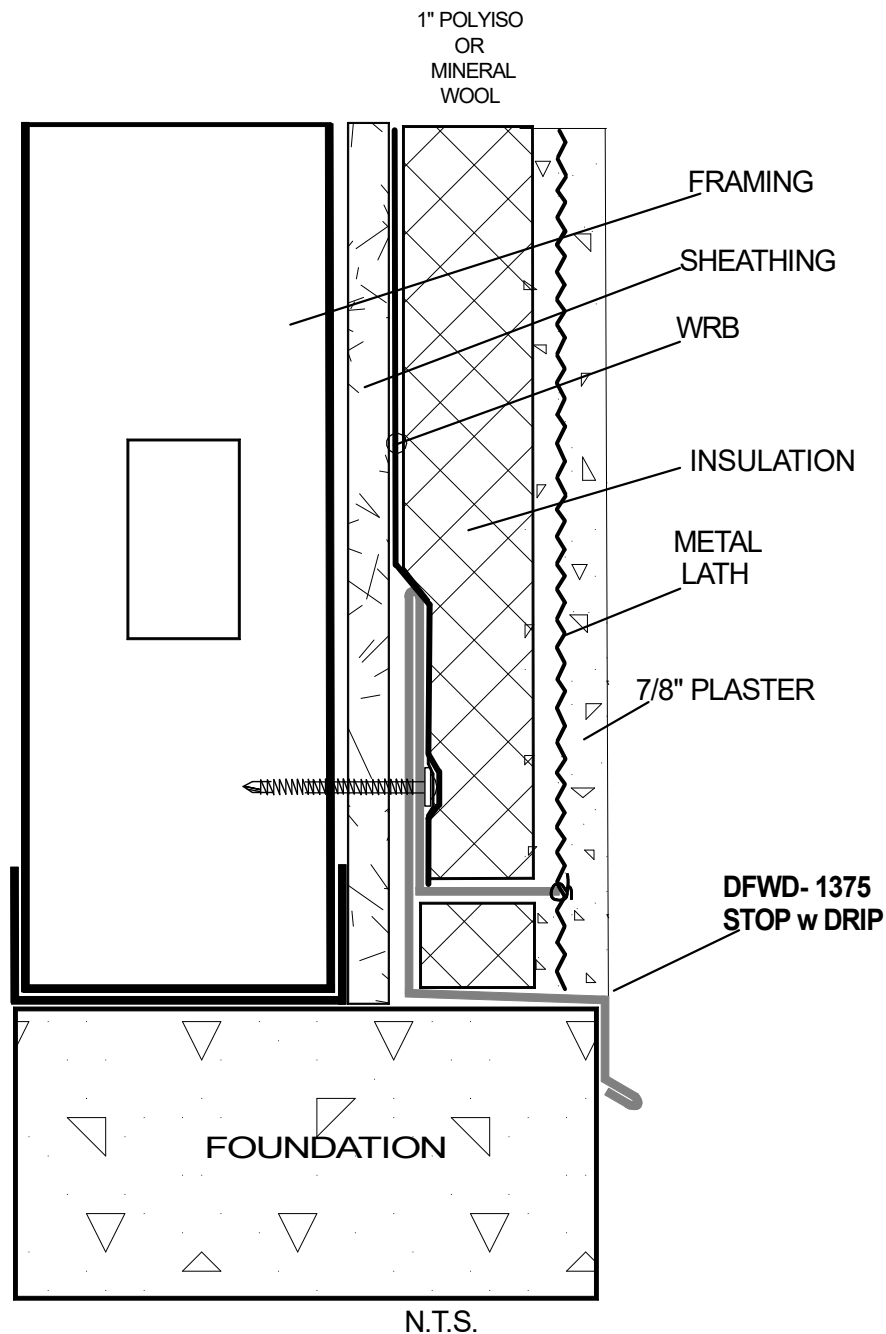 1" POLYISO
OR
MINERAL
WOOL
FRAMING
SHEATHING
WRB
INSULATION
METAL
LATH
7/8" PLASTER
DFWD- 1375
STOP w DRIP
FOUNDATION
N.T.S.